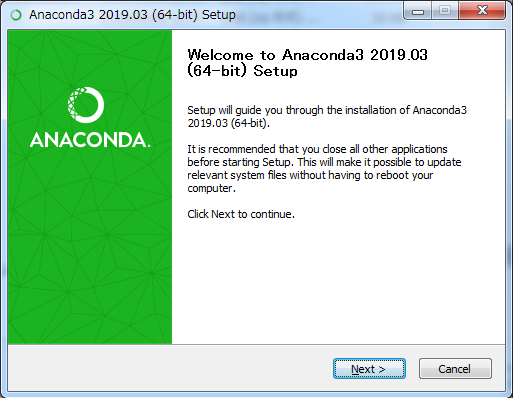 Anaconda3 2019.03 (64-bit) Setup
Welcome to Anaconda3 2019.03
(64-bit) Setup
ANACONDA.
Setup will guide you through the installation of Anaconda3
2019.03 (64-bit).
It is recommended that you close all other applications
before starting Setup. This will make it possible to update
relevant system files without having to reboot your
computer.
Click Next to continue.
Next >
Cancel